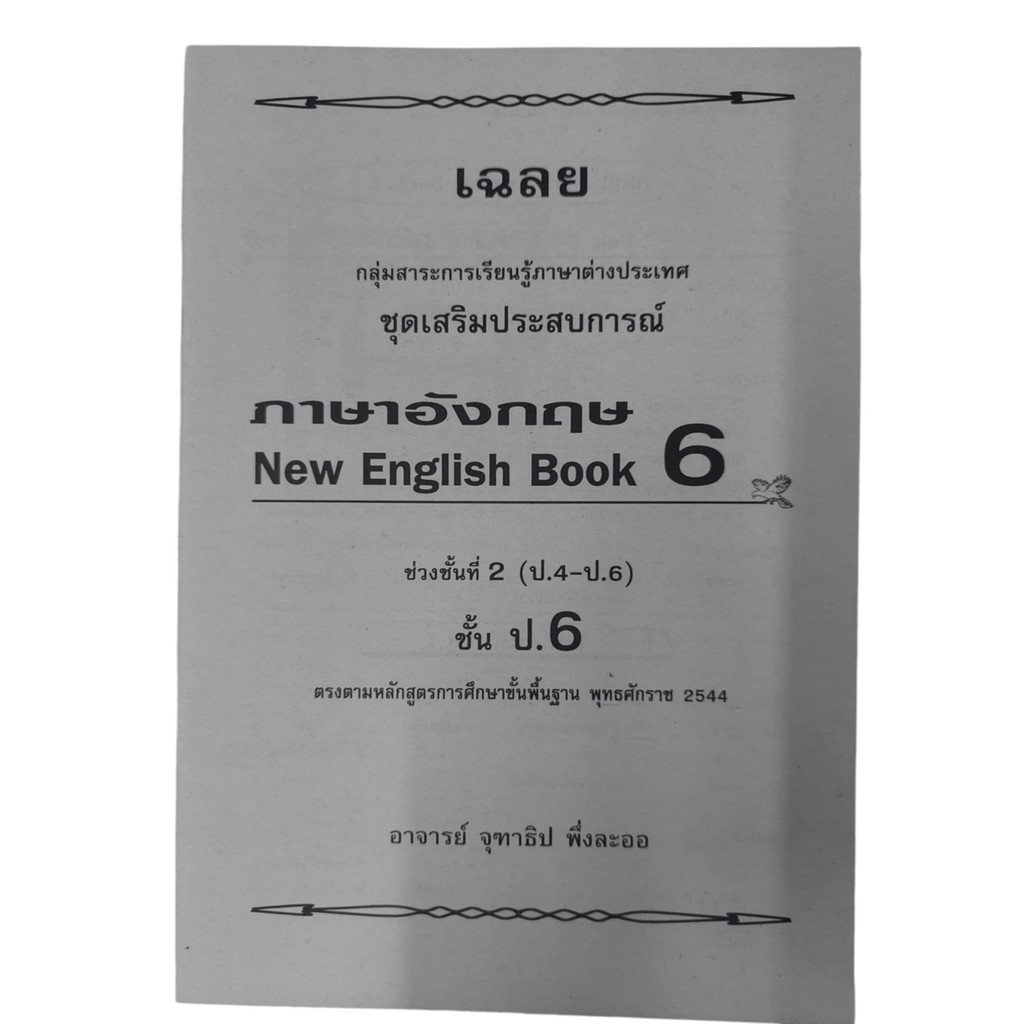 เฉลย
กลุ่มสาระการเรียนรู้ภาษาต่างประเทศ
ชุดเสริมประสบการณ์
ภาษาอังกฤษ
New English Book 6
ช่วงชั้นที่ 2 (ป.4-ป.6)
ชั้น ป.6
ตรงตามหลักสูตรการศึกษาขั้นพื้นฐาน พุทธศักราช 2544
อาจารย์ จุฑาธิป พึ่งละออ